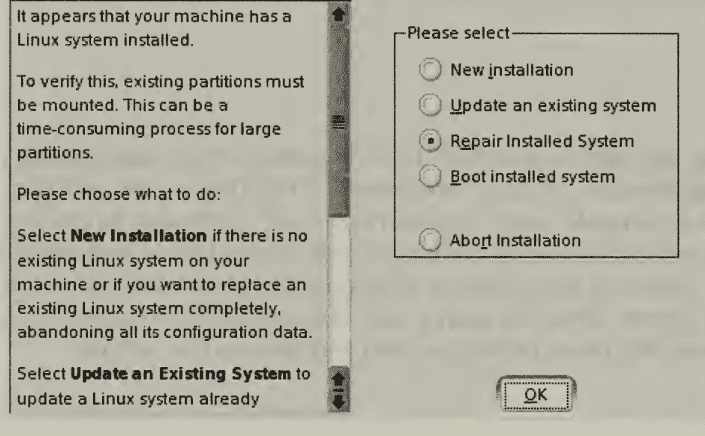 It appears that your machine has a
Linux system installed.
To verify this, existing partitions must
be mounted. This can be a
time-consuming process for large
partitions.
Please choose what to do:
Select New Installation if there is no
existing Linux system on your
machine or if you want to replace an
existing Linux system completely,
abandoning all its configuration data.
Select Update an Existing System to
update a Linux system already
Please select
New installation
Update an existing system
Repair Installed System
Boot installed system
Abort Installation
OK